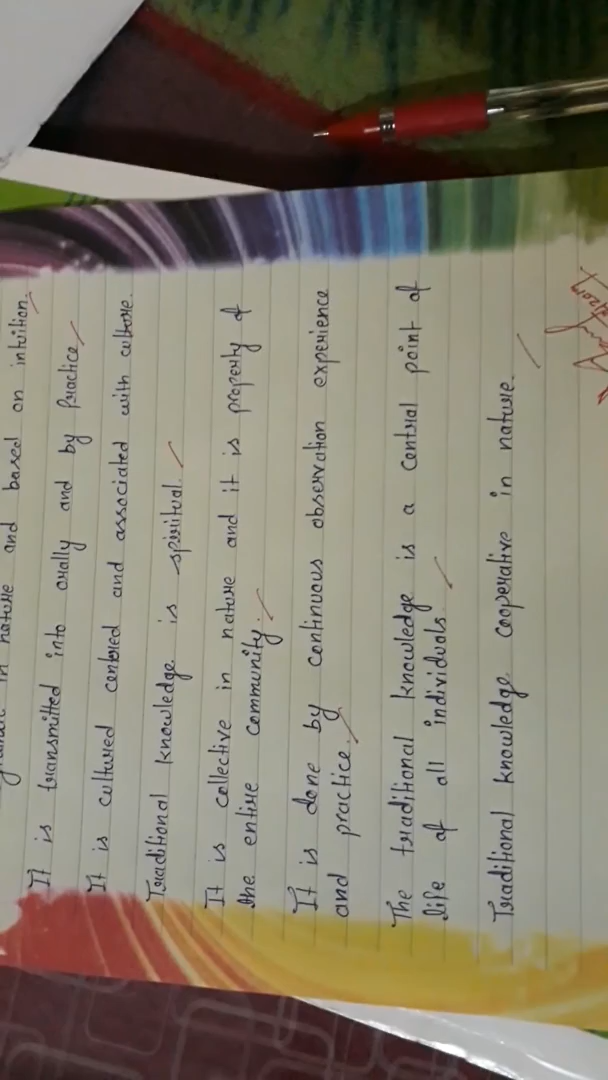 in nature and based on intuition.
It is transmitted into orally and by Practice
It is cultured centred and associated with culture.
Traditional knowledge is spiritual.
It is collective in nature and it is property of
the entire community.
It is done by continuous observation experience
and practice.
The traditional knowledge is a central point of
life of all individuals.
Traditional knowledge cooperative in nature.